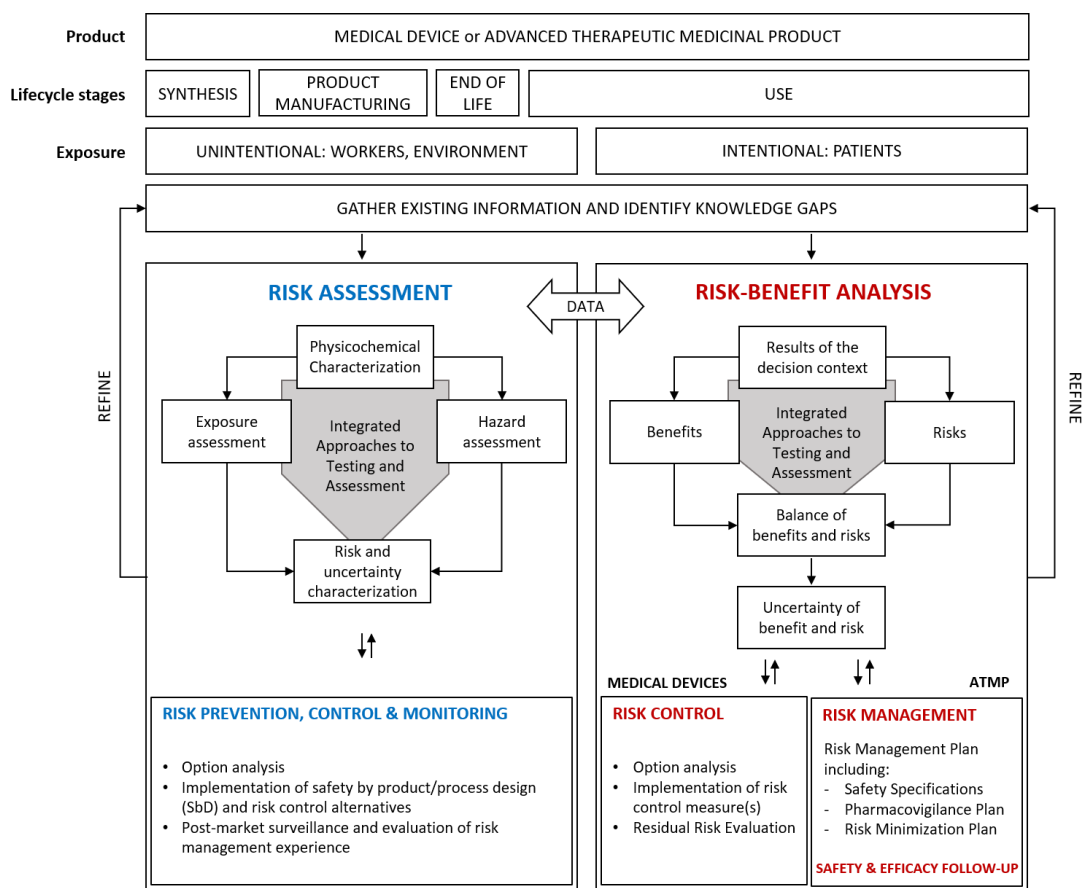 Product
MEDICAL DEVICE or ADVANCED THERAPEUTIC MEDICINAL PRODUCT
Lifecycle stages
SYNTHESIS
PRODUCT
MANUFACTURING
END OF
LIFE
USE
Exposure
UNINTENTIONAL: WORKERS, ENVIRONMENT
INTENTIONAL: PATIENTS
GATHER EXISTING INFORMATION AND IDENTIFY KNOWLEDGE GAPS
REFINE
RISK ASSESSMENT
Physicochemical
Characterization
Exposure
assessment
Integrated
Approaches to
Testing and
Assessment
Hazard
assessment
Risk and
uncertainty
characterization
RISK PREVENTION, CONTROL & MONITORING
• Option analysis
• Implementation of safety by product/process design
(SbD) and risk control alternatives
• Post-market surveillance and evaluation of risk
management experience
DATA
RISK-BENEFIT ANALYSIS
Results of the
decision context
Benefits
Integrated
Approaches to
Testing and
Assessment
Risks
Balance of
benefits and risks
Uncertainty of
benefit and risk
MEDICAL DEVICES
RISK CONTROL
• Option analysis
• Implementation of risk
control measure(s)
• Residual Risk Evaluation
ATMP
RISK MANAGEMENT
Risk Management Plan
including:
- Safety Specifications
- Pharmacovigilance Plan
- Risk Minimization Plan
SAFETY & EFFICACY FOLLOW-UP
REFINE